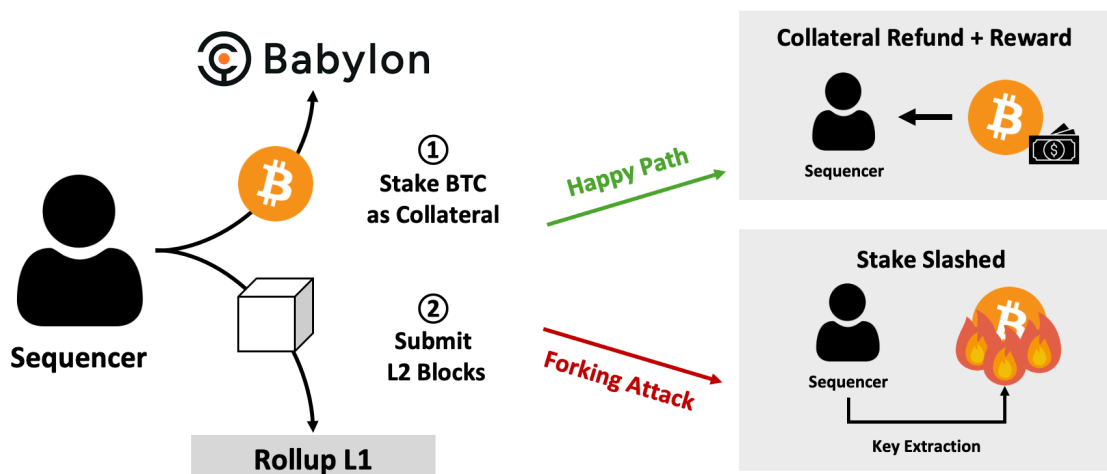 Babylon
①
Stake BTC
as Collateral
②
Submit
L2 Blocks
Sequencer
Rollup L1
Happy Path
Forking Attack
Collateral Refund + Reward
Sequencer
Stake Slashed
Sequencer
Key Extraction